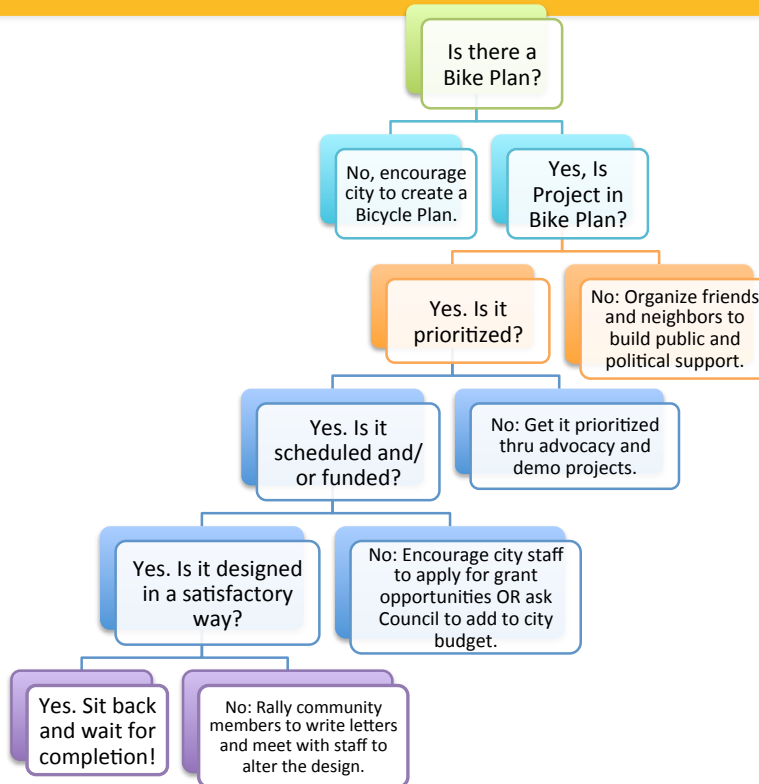 Is there a
Bike Plan?
No, encourage
city to create a
Bicycle Plan.
Yes, Is
Project in
Bike Plan?
Yes. Is it
prioritized?
No: Organize friends
and neighbors to
build public and
political support.
Yes. Is it
scheduled and/
or funded?
No: Get it prioritized
thru advocacy and
demo projects.
Yes. Is it designed
in a satisfactory
way?
No: Encourage city staff
to apply for grant
opportunities OR ask
Council to add to city
budget.
Yes. Sit back
and wait for
completion!
No: Rally community
members to write letters
and meet with staff to
alter the design.